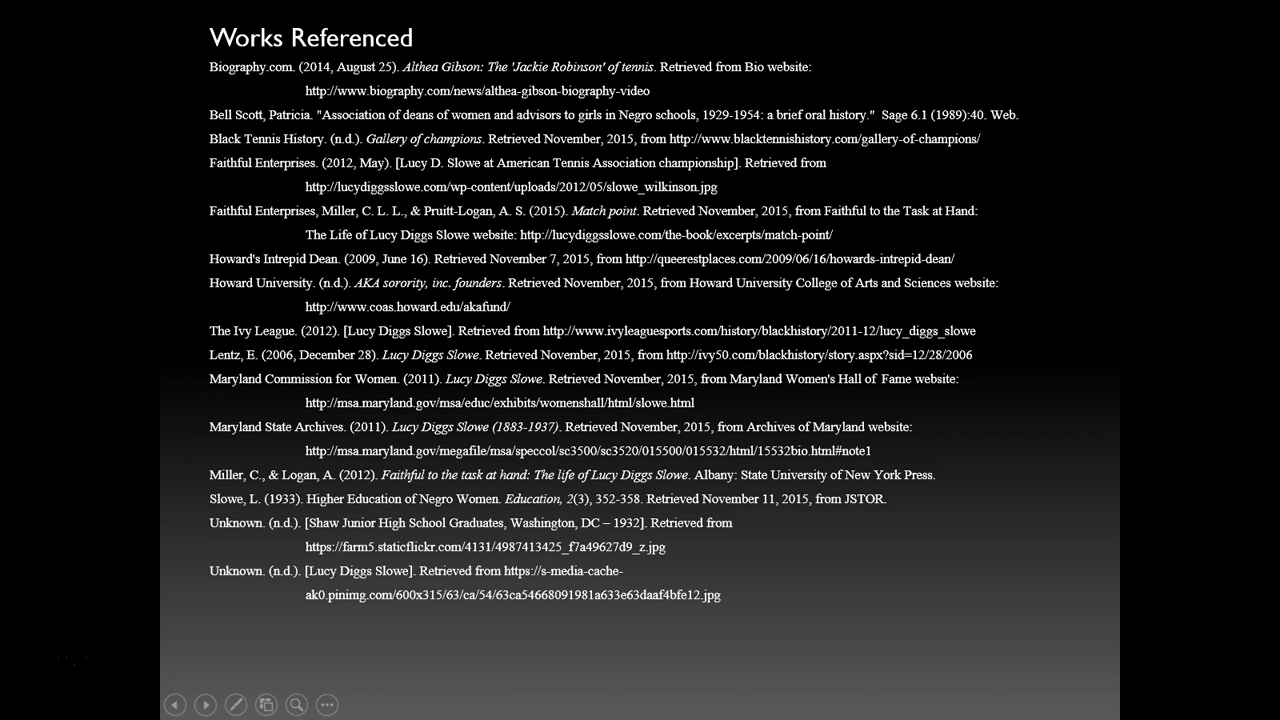 Works Referenced
Biography.com. (2014, August 25). Althea Gibson: The 'Jackie Robinson' of tennis. Retrieved from Bio website:
http://www.biography.com/news/althea-gibson-biography-video
Bell Scott, Patricia. "Association of deans of women and advisors to girls in Negro schools, 1929-1954: a brief oral history."  Sage 6.1 (1989):40. Web.
Black Tennis History. (n.d.). Gallery of champions. Retrieved November, 2015, from http://www.blacktennishistory.com/gallery-of-champions/
Faithful Enterprises. (2012, May). [Lucy D. Slowe at American Tennis Association championship]. Retrieved from
http://lucydiggsslowe.com/wp-content/uploads/2012/05/slowe_wilkinson.jpg
Faithful Enterprises, Miller, C. L. L., & Pruitt-Logan, A. S. (2015). Match point. Retrieved November, 2015, from Faithful to the Task at Hand:
The Life of Lucy Diggs Slowe website: http://lucydiggsslowe.com/the-book/excerpts/match-point/
Howard's Intrepid Dean. (2009, June 16). Retrieved November 7, 2015, from http://queerestplaces.com/2009/06/16/howards-intrepid-dean/
Howard University. (n.d.). AKA sorority, inc. founders. Retrieved November, 2015, from Howard University College of Arts and Sciences website:
http://www.coas.howard.edu/akafund/
The Ivy League. (2012). [Lucy Diggs Slowe]. Retrieved from http://www.ivyleaguesports.com/history/blackhistory/2011-12/lucy_diggs_slowe
Lentz, E. (2006, December 28). Lucy Diggs Slowe. Retrieved November, 2015, from http://ivy50.com/blackhistory/story.aspx?sid=12/28/2006
Maryland Commission for Women. (2011). Lucy Diggs Slowe. Retrieved November, 2015, from Maryland Women's Hall of Fame website:
http://msa.maryland.gov/msa/educ/exhibits/womenshall/html/slowe.html
Maryland State Archives. (2011). Lucy Diggs Slowe (1883-1937). Retrieved November, 2015, from Archives of Maryland website:
http://msa.maryland.gov/megafile/msa/speccol/sc3500/sc3520/015500/015532/html/15532bio.html#note1
Miller, C., & Logan, A. (2012). Faithful to the task at hand: The life of Lucy Diggs Slowe. Albany: State University of New York Press.
Slowe, L. (1933). Higher Education of Negro Women. Education, 2(3), 352-358. Retrieved November 11, 2015, from JSTOR.
Unknown. (n.d.). [Shaw Junior High School Graduates, Washington, DC – 1932]. Retrieved from
https://farm5.staticflickr.com/4131/4987413425_f7a49627d9_z.jpg
Unknown. (n.d.). [Lucy Diggs Slowe]. Retrieved from https://s-media-cache-
ak0.pinimg.com/600x315/63/ca/54/63ca54668091981a633e63daaf4bfe12.jpg